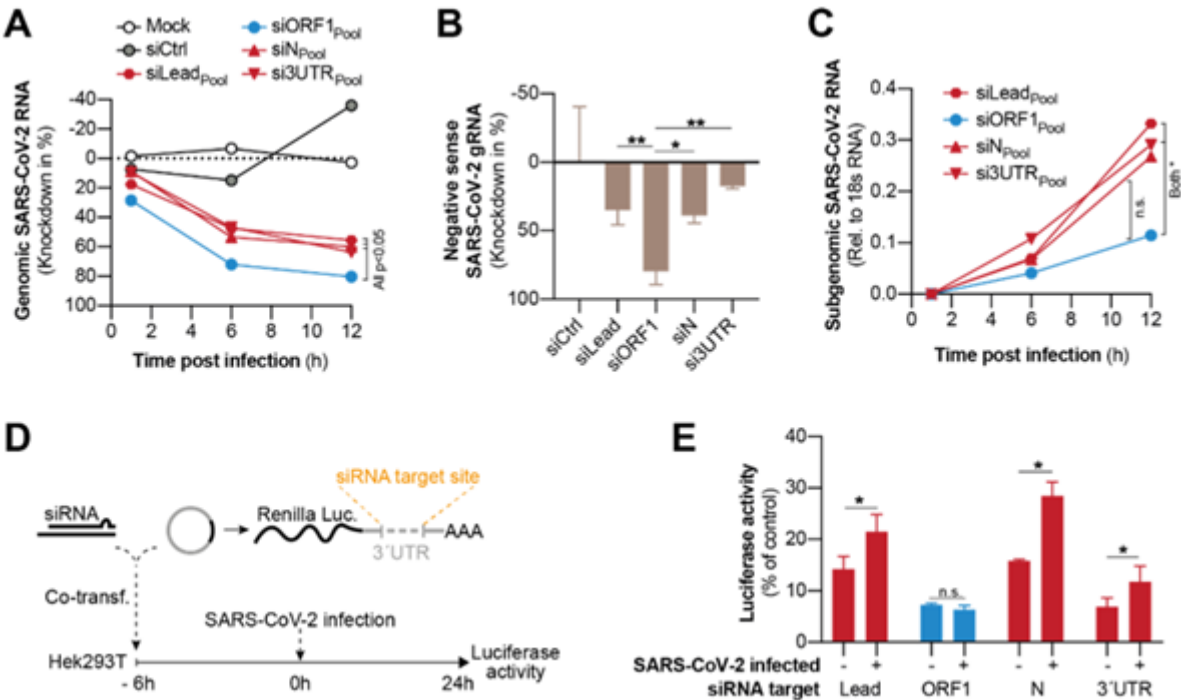 A
Mock
siCtrl
siLeadPool
siORF1Pool
siNPool
si3UTRPool
Genomic SARS-CoV-2 RNA
(Knockdown in %)
-40
-20
0
20
40
60
80
100
0 2 4 6 8 10 12
Time post infection (h)
All p<0.05
B
Negative sense
SARS-CoV-2 gRNA
(Knockdown in %)
-50
0
50
100
**
**
*
siCtrl
siLead
siORF1
siN
si3UTR
C
Subgenomic SARS-CoV-2 RNA
(Rel. to 18s RNA)
0.4
0.3
0.2
0.1
0.0
siLeadPool
siORF1Pool
siNPool
si3UTRPool
n.s.
Both *
0 2 4 6 8 10 12
Time post infection (h)
D
siRNA target site
siRNA
Renilla Luc.
AAA
3´UTR
Co-transf.
SARS-CoV-2 infection
Hek293T
Luciferase
activity
- 6h
0h
24h
E
Luciferase activity
(% of control)
40
30
20
10
0
*
n.s.
*
*
SARS-CoV-2 infected - + - + - + - +
siRNA target Lead ORF1 N 3´UTR